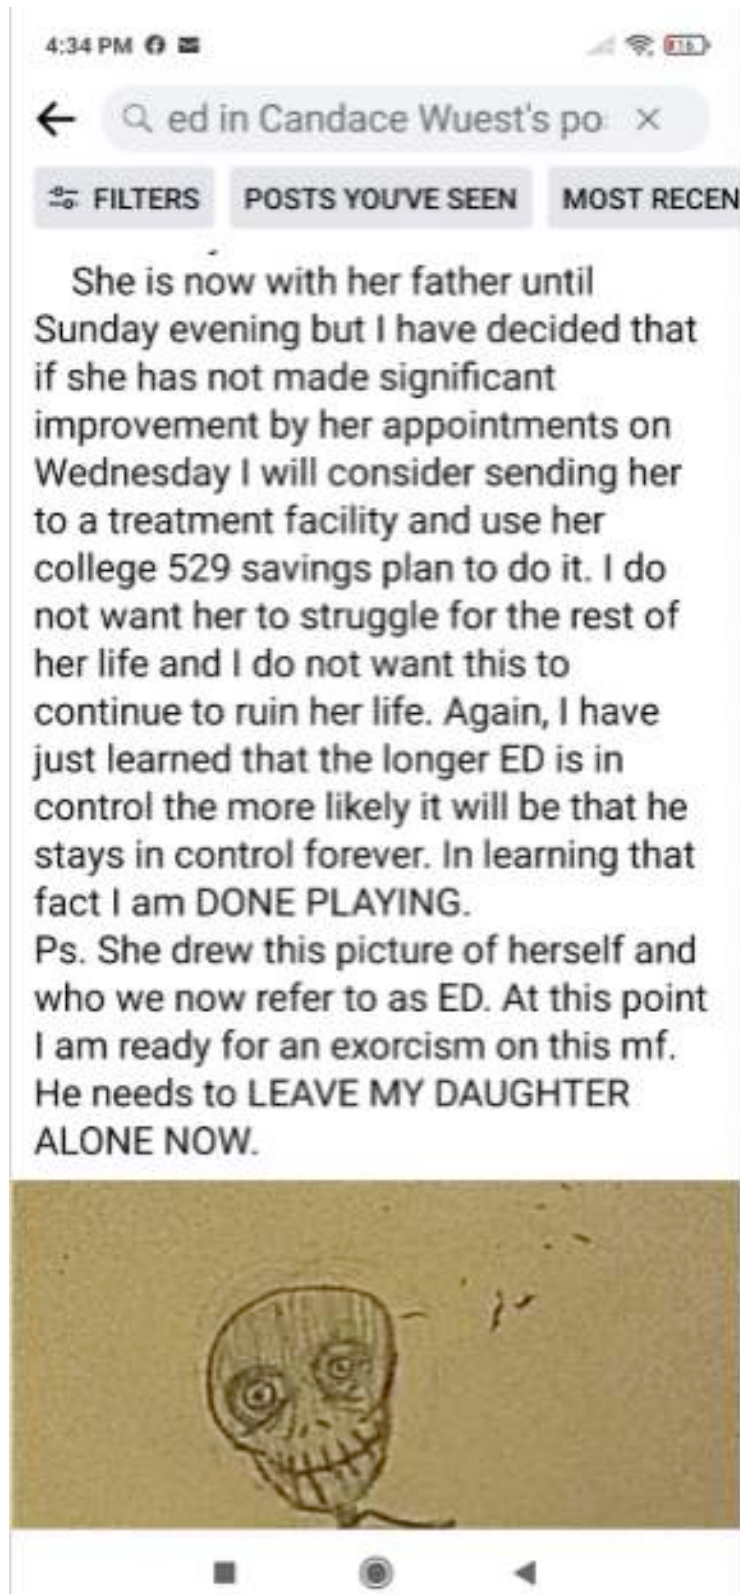 4:34 PM
16
ed in Candace Wuest's po
FILTERS
POSTS YOU'VE SEEN
MOST RECEN
She is now with her father until
Sunday evening but I have decided that
if she has not made significant
improvement by her appointments on
Wednesday I will consider sending her
to a treatment facility and use her
college 529 savings plan to do it. I do
not want her to struggle for the rest of
her life and I do not want this to
continue to ruin her life. Again, I have
just learned that the longer ED is in
control the more likely it will be that he
stays in control forever. In learning that
fact I am DONE PLAYING.
Ps. She drew this picture of herself and
who we now refer to as ED. At this point
I am ready for an exorcism on this mf.
He needs to LEAVE MY DAUGHTER
ALONE NOW.